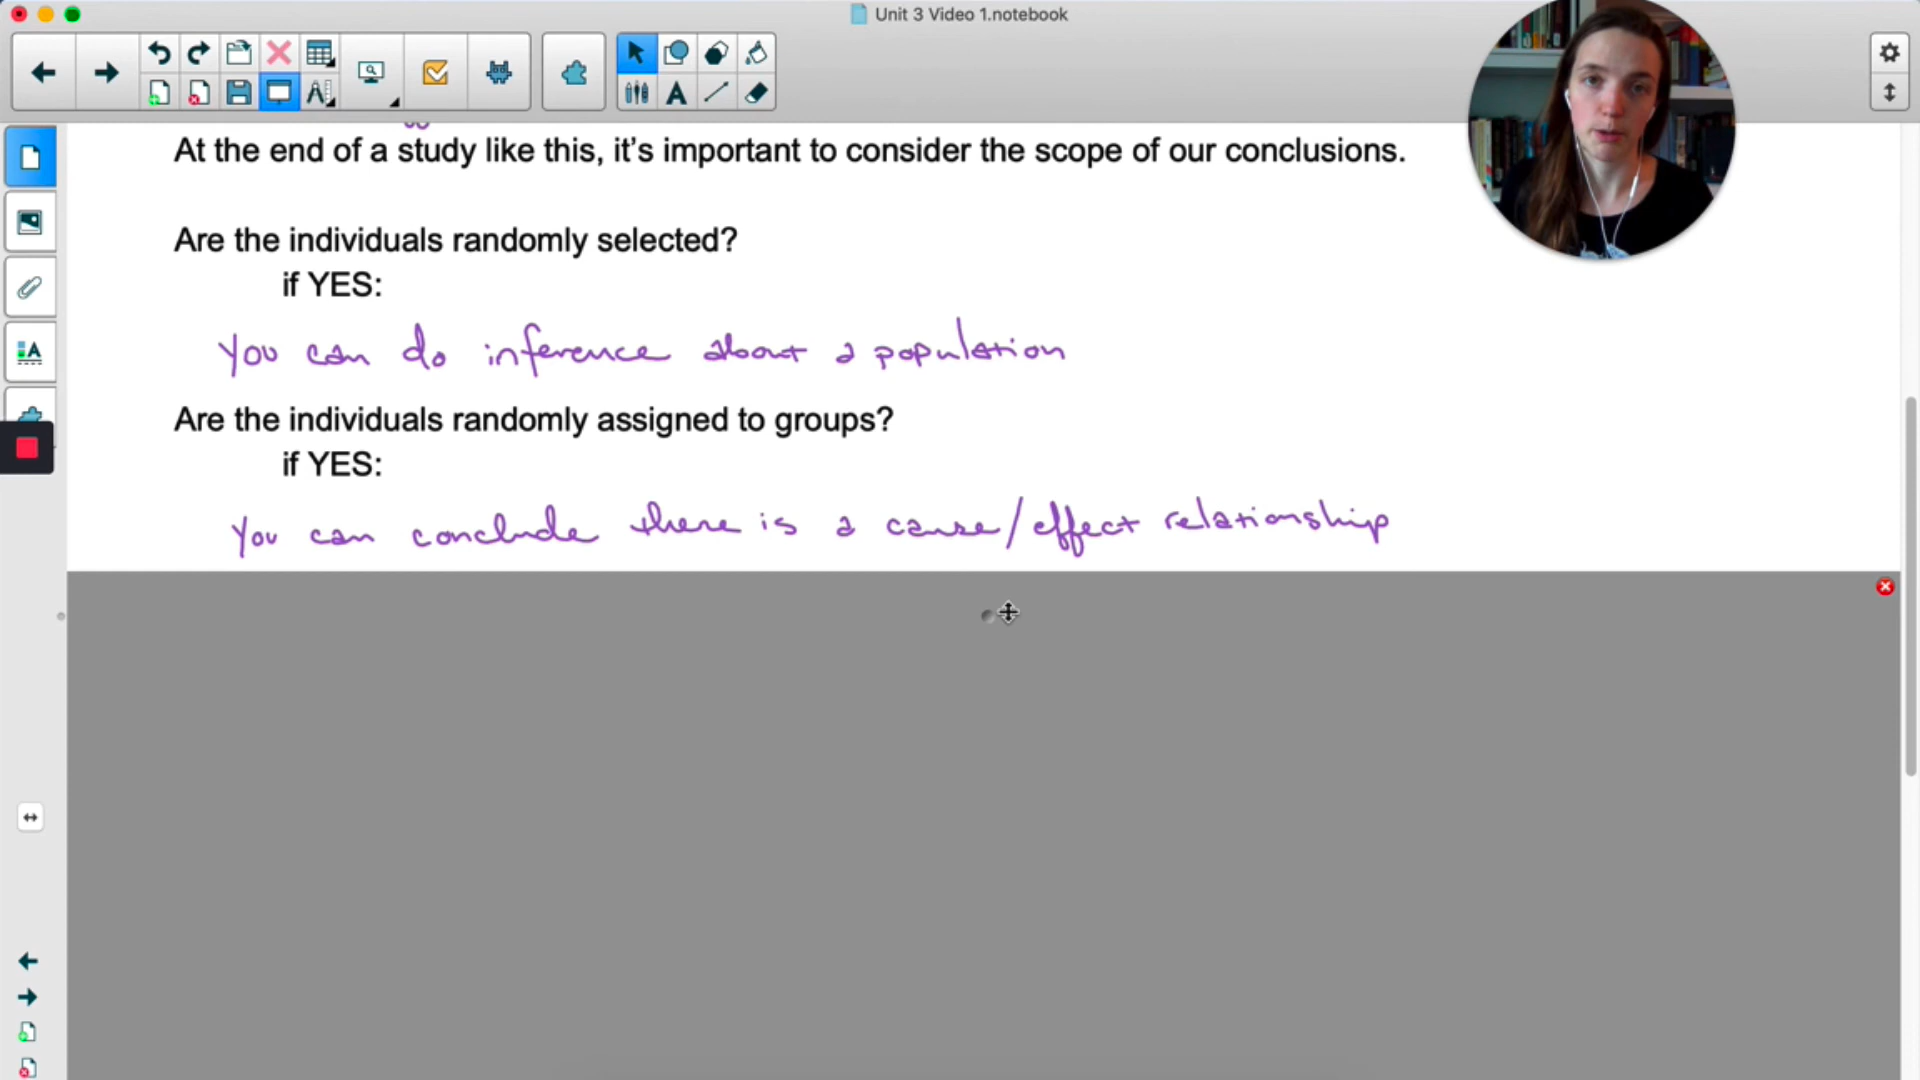 Unit 3 Video 1.notebook
At the end of a study like this, it's important to consider the scope of our conclusions.
Are the individuals randomly selected?
if YES:
You can do inference about a population
Are the individuals randomly assigned to groups?
if YES:
You can conclude there is a cause/effect relationship